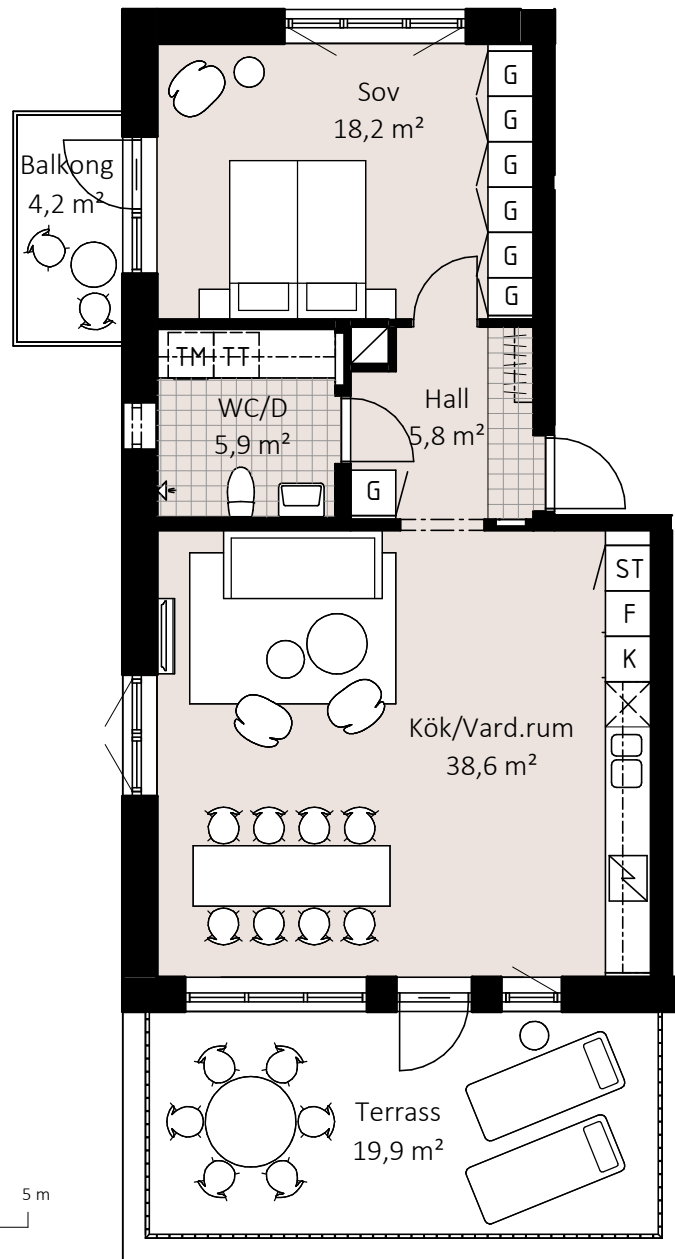 G
Sov
18,2 m²
G
Balkong
4,2 m²
G
G
G
G
TM TT
WC/D
5,9 m²
Hall
5,8 m²
G
ST
F
K
Kök/Vard.rum
38,6 m²
Terrass
19,9 m²
5 m